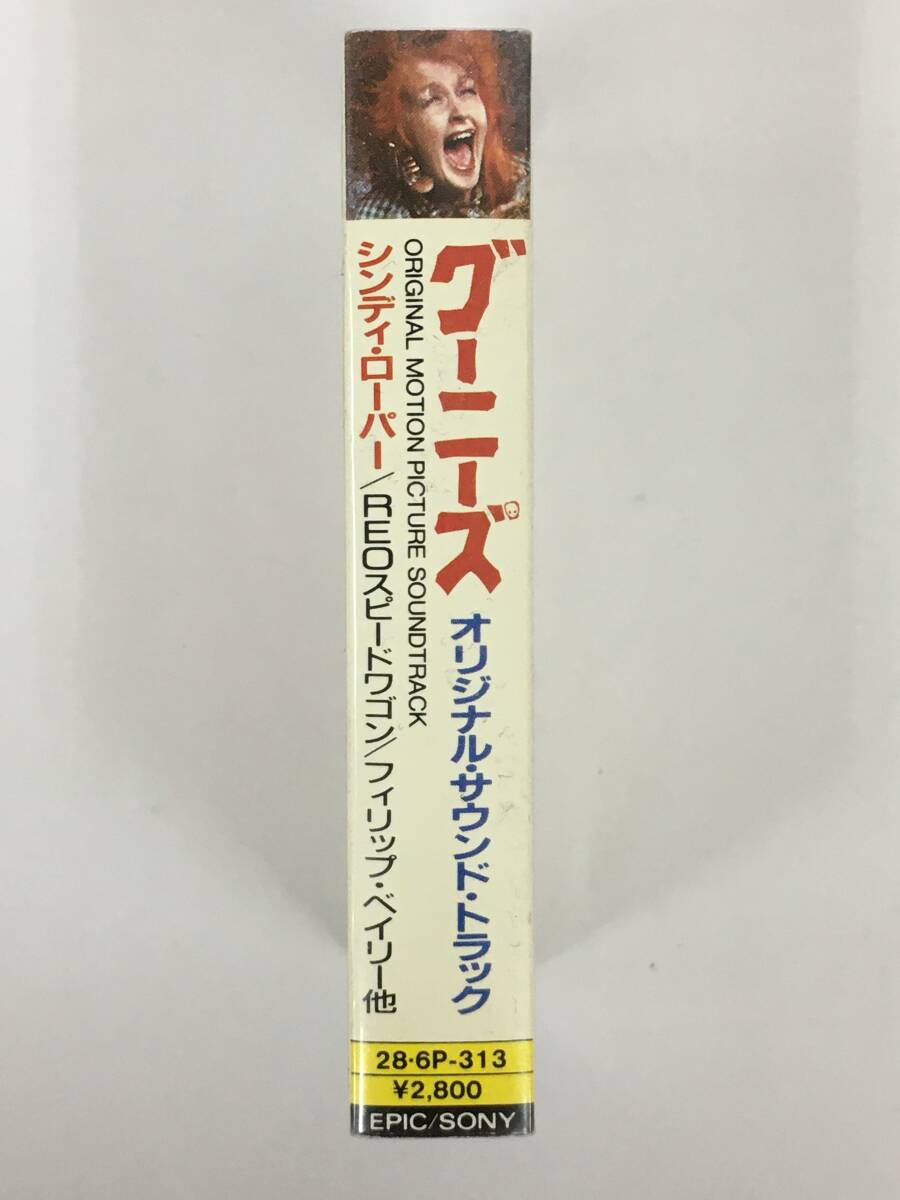 グーニーズ オリジナル・サウンド・トラック
ORIGINAL MOTION PICTURE SOUNDTRACK
シンディ・ローパー/REOスピードワゴン/フィリップ・ベイリー他
28・6P-313
¥2,800
EPIC/SONY